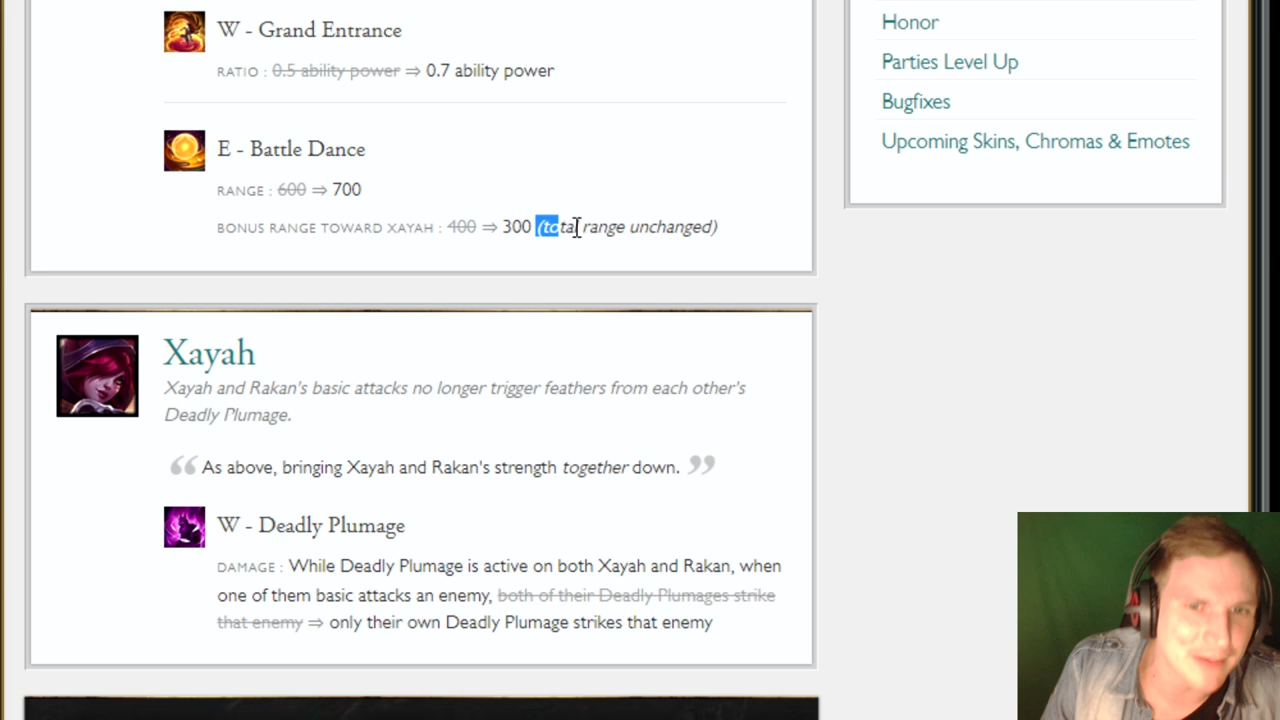 W - Grand Entrance
RATIO : 0.5 ability power ⇒ 0.7 ability power
E - Battle Dance
RANGE : 600 ⇒ 700
BONUS RANGE TOWARD XAYAH : 400 ⇒ 300 (total range unchanged)
Xayah
Xayah and Rakan's basic attacks no longer trigger feathers from each other's
Deadly Plumage.
“ As above, bringing Xayah and Rakan's strength together down. ”
W - Deadly Plumage
DAMAGE : While Deadly Plumage is active on both Xayah and Rakan, when
one of them basic attacks an enemy, both of their Deadly Plumages strike
that enemy ⇒ only their own Deadly Plumage strikes that enemy
Honor
Parties Level Up
Bugfixes
Upcoming Skins, Chromas & Emotes